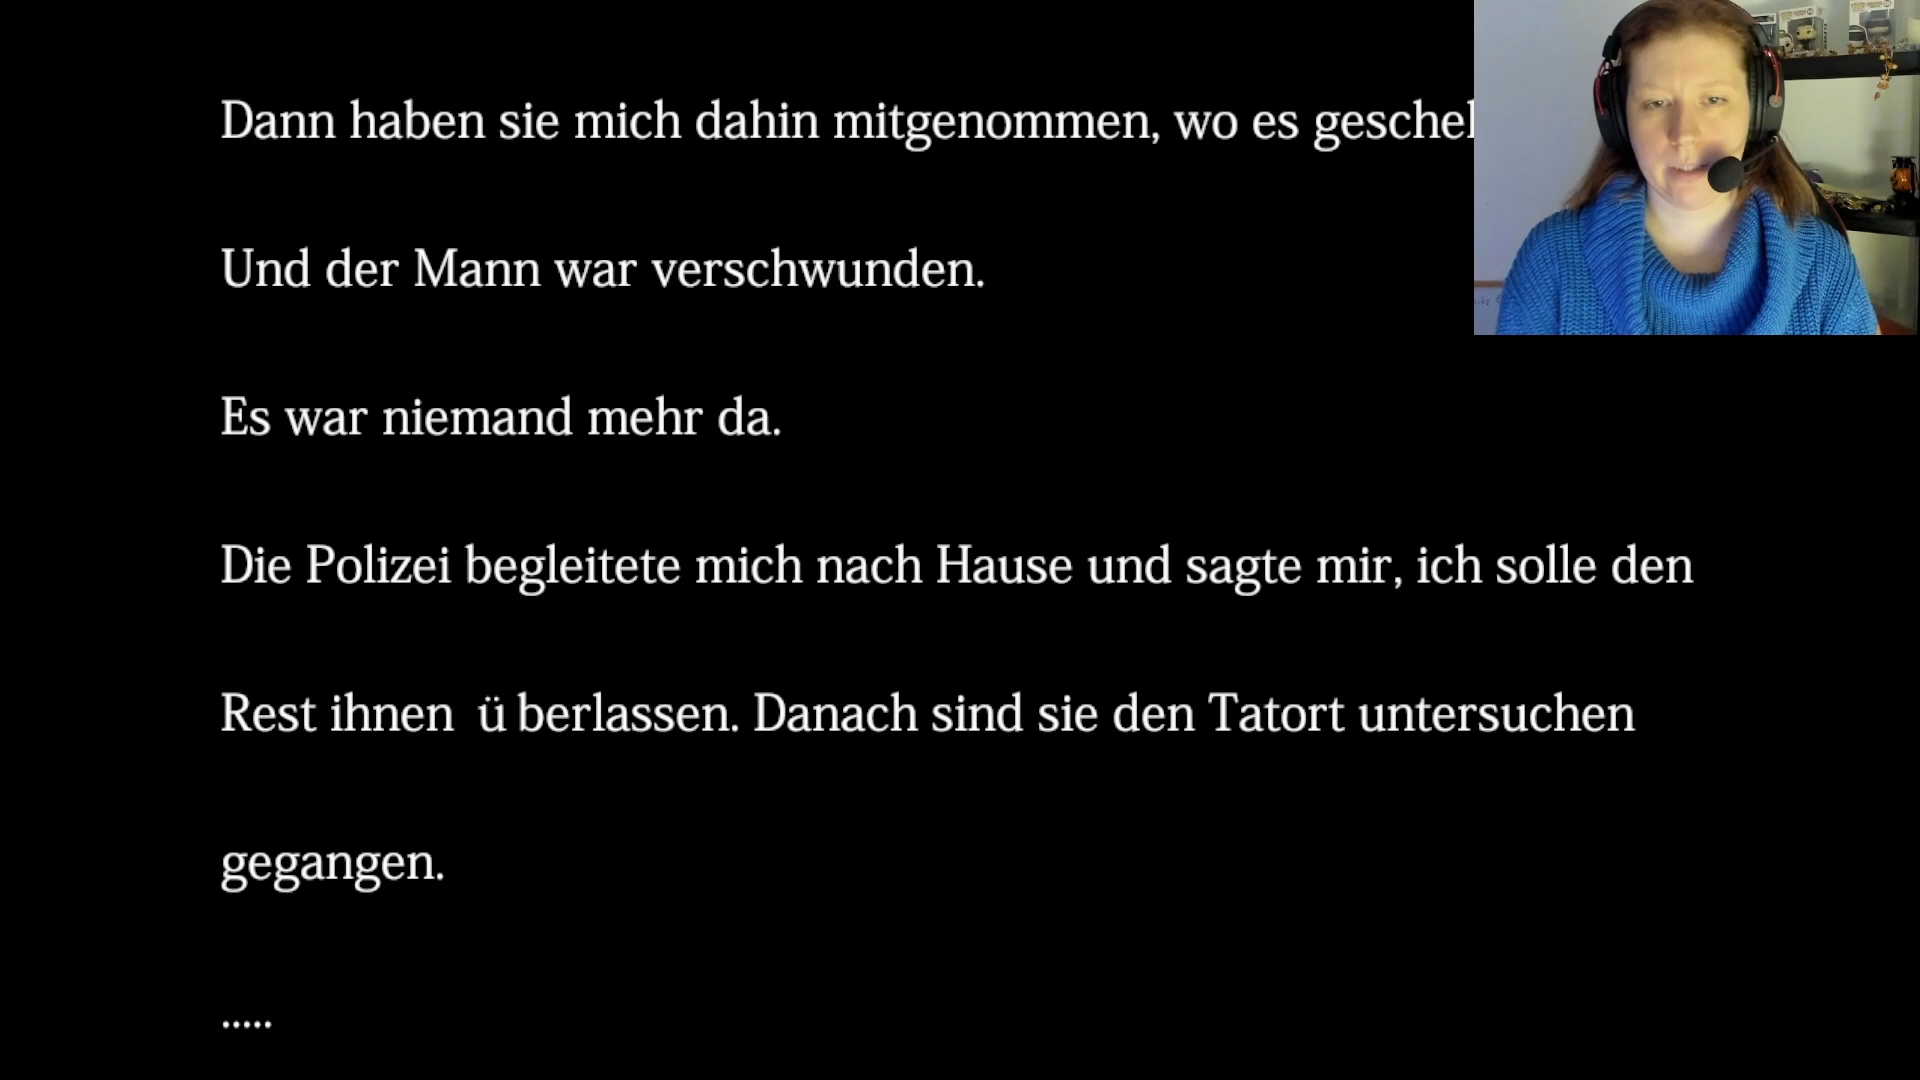 Dann haben sie mich dahin mitgenommen, wo es
Und der Mann war verschwunden.
Es war niemand mehr da.
Die Polizei begleitete mich nach Hause und sagte mir, ich solle den
Rest ihnen ü berlassen. Danach sind sie den Tatort untersuchen
gegangen.
.....